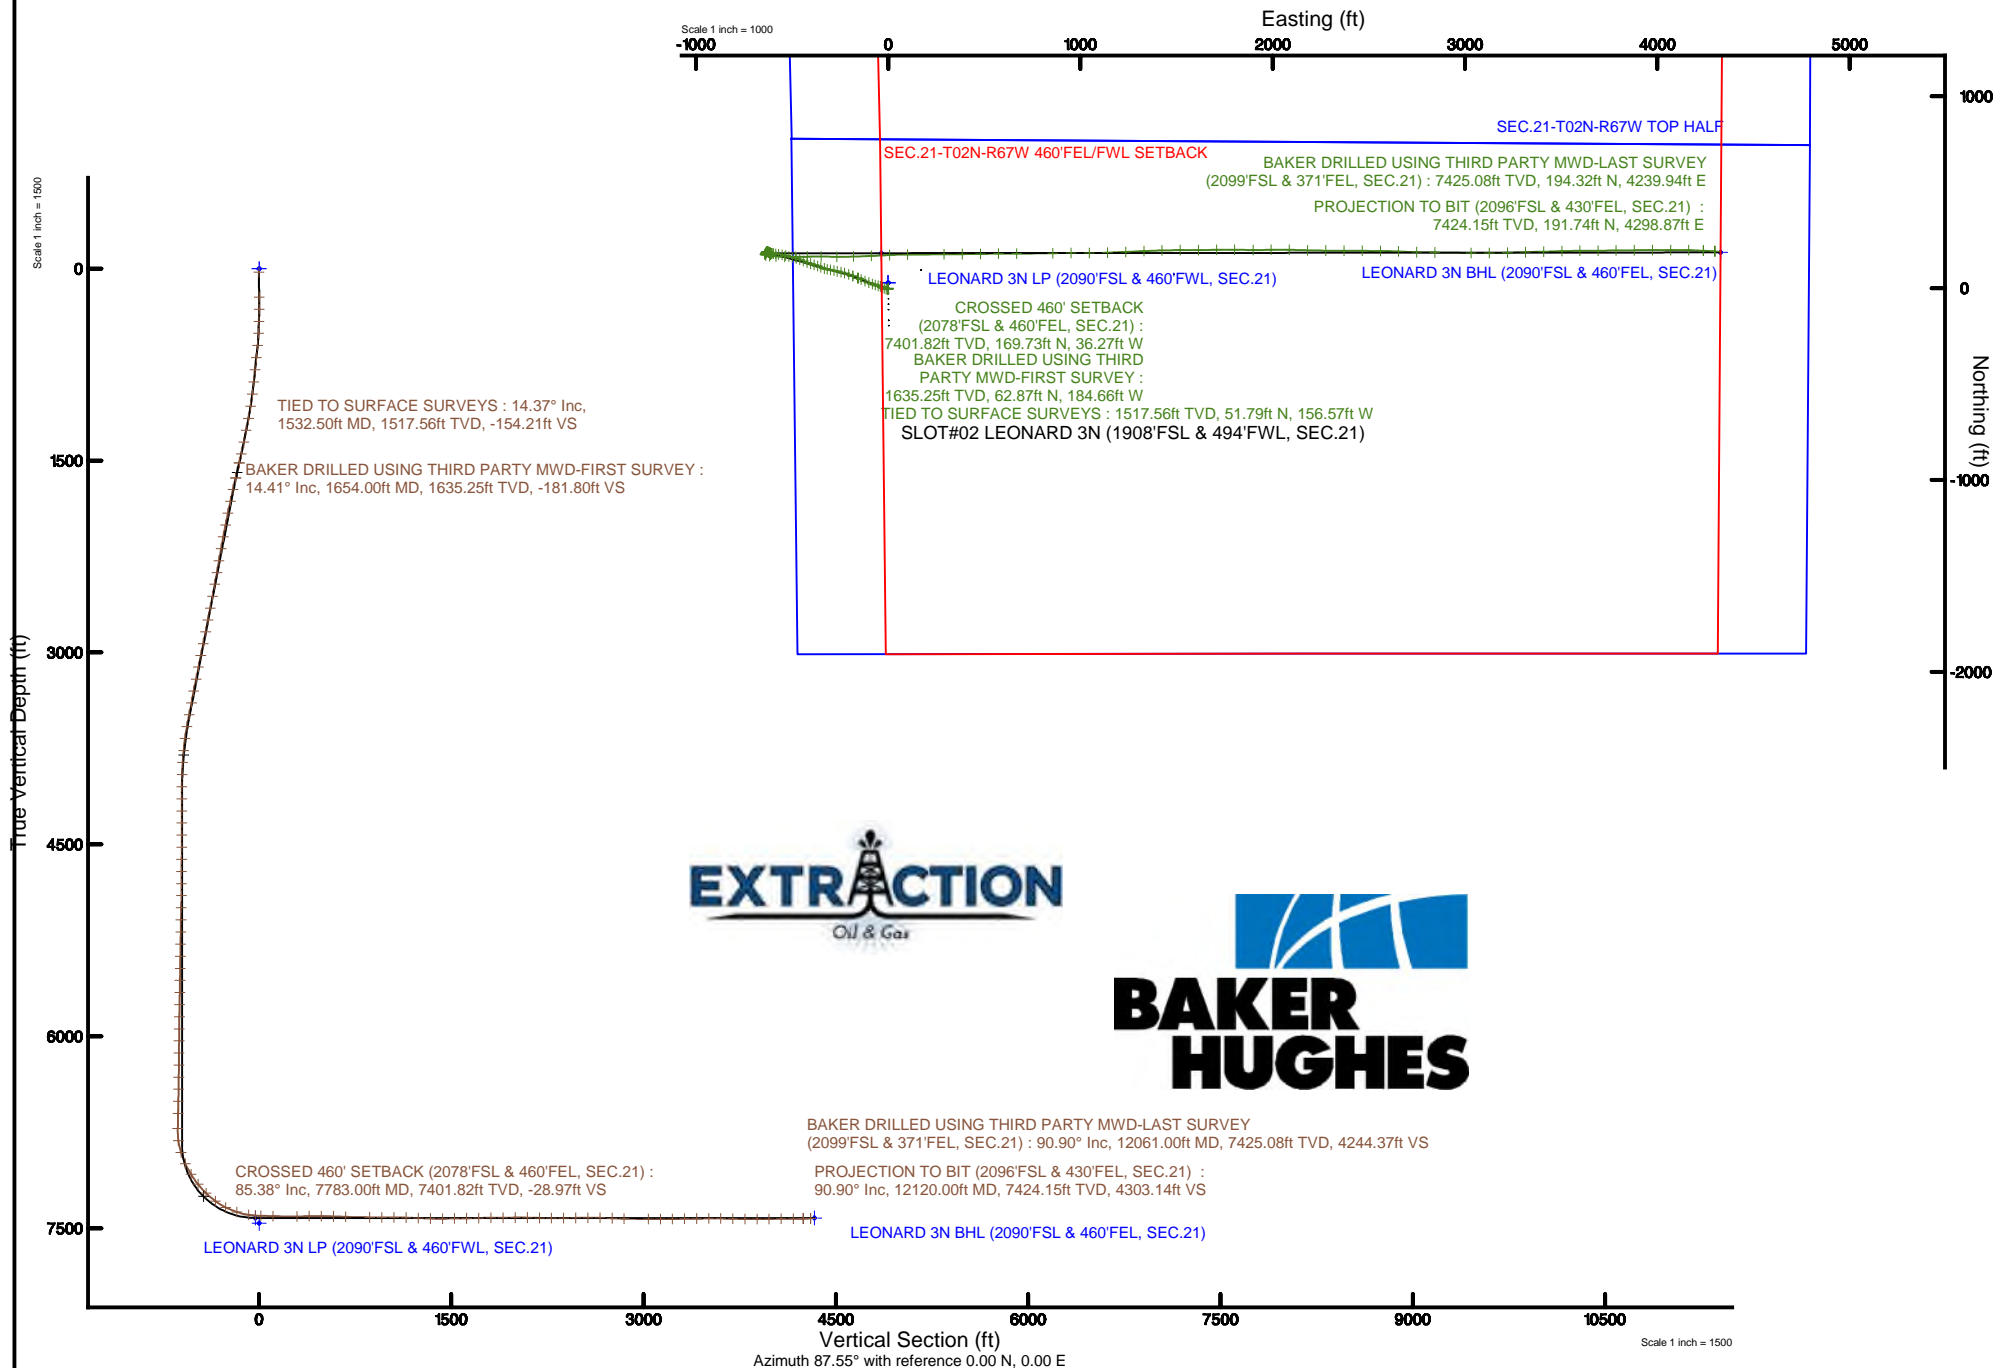 Easting (ft)
Scale 1 inch = 1000
-1000
0
1000
2000
3000
4000
5000
1000
0
-1000
-2000
Northing (ft)
SEC.21-T02N-R67W TOP HALF
SEC.21-T02N-R67W 460'FEL/FWL SETBACK
BAKER DRILLED USING THIRD PARTY MWD-LAST SURVEY
(2099'FSL & 371'FEL, SEC.21) : 7425.08ft TVD, 194.32ft N, 4239.94ft E
PROJECTION TO BIT (2096'FSL & 430'FEL, SEC.21) :
7424.15ft TVD, 191.74ft N, 4298.87ft E
LEONARD 3N LP (2090'FSL & 460'FWL, SEC.21)
LEONARD 3N BHL (2090'FSL & 460'FEL, SEC.21)
CROSSED 460' SETBACK
(2078'FSL & 460'FEL, SEC.21) :
7401.82ft TVD, 169.73ft N, 36.27ft W
BAKER DRILLED USING THIRD
PARTY MWD-FIRST SURVEY :
1635.25ft TVD, 62.87ft N, 184.66ft W
TIED TO SURFACE SURVEYS : 1517.56ft TVD, 51.79ft N, 156.57ft W
SLOT#02 LEONARD 3N (1908'FSL & 494'FWL, SEC.21)
Scale 1 inch = 1500
True Vertical Depth (ft)
0
1500
3000
4500
6000
7500
TIED TO SURFACE SURVEYS : 14.37° Inc,
1532.50ft MD, 1517.56ft TVD, -154.21ft VS
BAKER DRILLED USING THIRD PARTY MWD-FIRST SURVEY :
14.41° Inc, 1654.00ft MD, 1635.25ft TVD, -181.80ft VS
EXTRACTION
Oil & Gas
BAKER
HUGHES
BAKER DRILLED USING THIRD PARTY MWD-LAST SURVEY
(2099'FSL & 371'FEL, SEC.21) : 90.90° Inc, 12061.00ft MD, 7425.08ft TVD, 4244.37ft VS
CROSSED 460' SETBACK (2078'FSL & 460'FEL, SEC.21) :
85.38° Inc, 7783.00ft MD, 7401.82ft TVD, -28.97ft VS
PROJECTION TO BIT (2096'FSL & 430'FEL, SEC.21) :
90.90° Inc, 12120.00ft MD, 7424.15ft TVD, 4303.14ft VS
LEONARD 3N BHL (2090'FSL & 460'FEL, SEC.21)
LEONARD 3N LP (2090'FSL & 460'FWL, SEC.21)
0
1500
3000
4500
6000
7500
9000
10500
Vertical Section (ft)
Scale 1 inch = 1500
Azimuth 87.55° with reference 0.00 N, 0.00 E